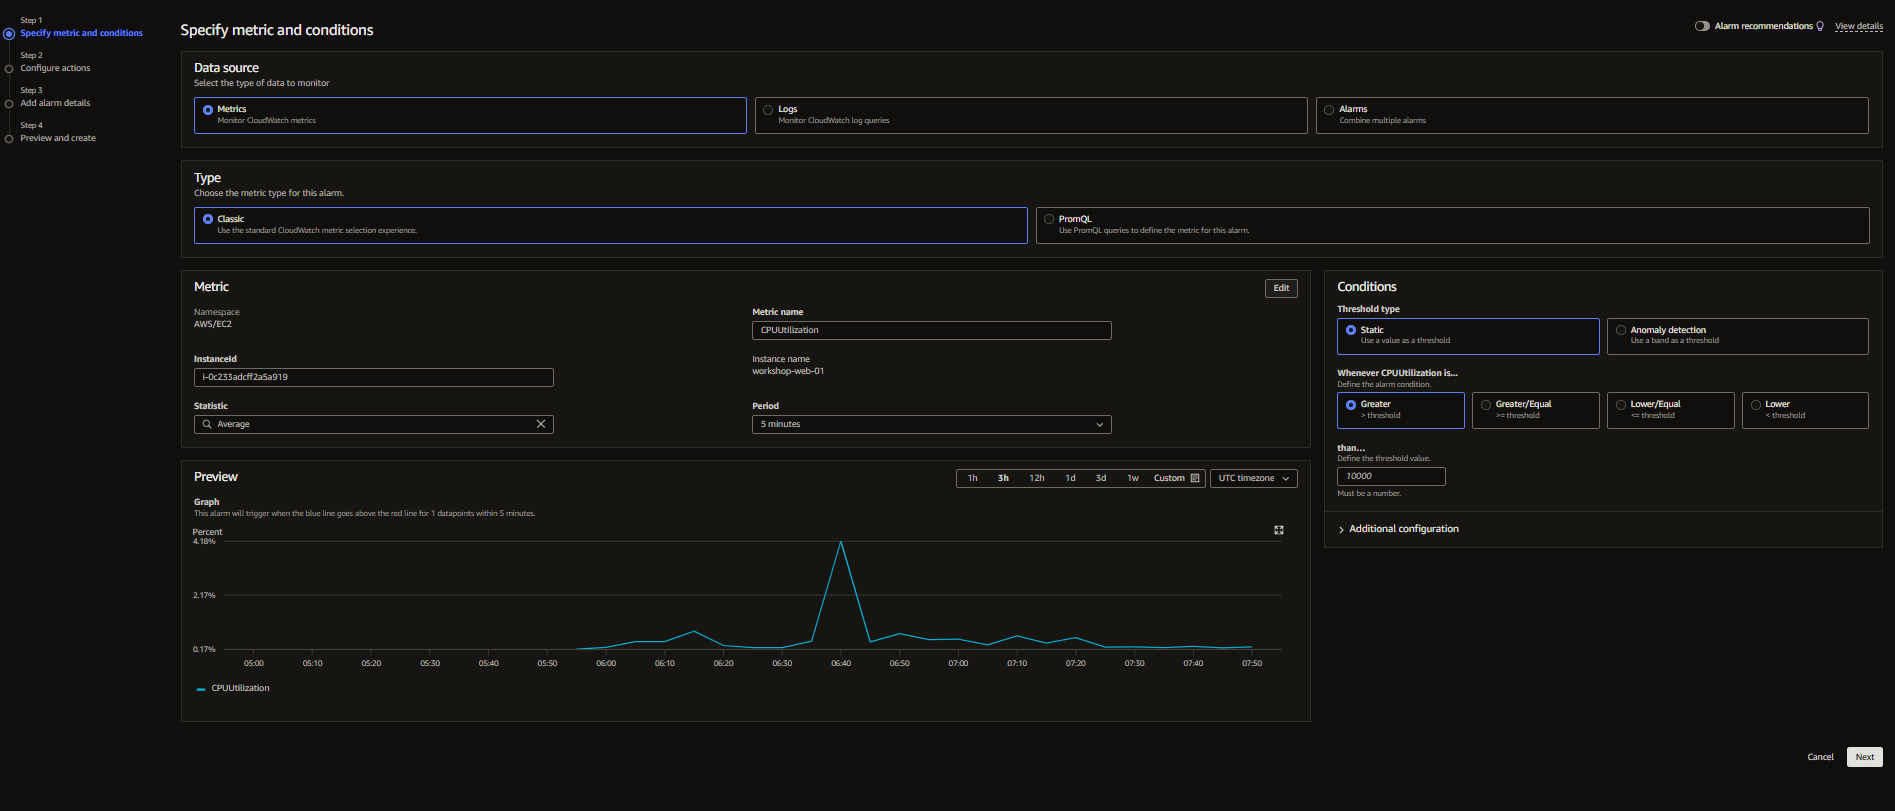 Step 1
Specify metric and conditions
Step 2
Configure actions
Step 3
Add alarm details
Step 4
Preview and create
Specify metric and conditions
Alarm recommendations
View details
Data source
Select the type of data to monitor
Metrics
Monitor CloudWatch metrics
Logs
Monitor CloudWatch log queries
Alarms
Combine multiple alarms
Type
Choose the metric type for this alarm.
Classic
Use the standard CloudWatch metric selection experience.
PromQL
Use PromQL queries to define the metric for this alarm.
Metric
Edit
Namespace
AWS/EC2
Metric name
CPUUtilization
InstanceId
i-0c233adcff2a5a919
Instance name
workshop-web-01
Statistic
Average
Period
5 minutes
Conditions
Threshold type
Static
Use a value as a threshold
Anomaly detection
Use a band as a threshold
Whenever CPUUtilization is...
Define the alarm condition.
Greater
> threshold
Greater/Equal
>= threshold
Lower/Equal
<= threshold
Lower
< threshold
than...
Define the threshold value.
10000
Must be a number.
Additional configuration
Preview
1h 3h 12h 1d 3d 1w Custom
UTC timezone
Graph
This alarm will trigger when the blue line goes above the red line for 1 datapoints within 5 minutes.
Percent
4.18%
2.17%
0.17%
05:00 05:10 05:20 05:30 05:40 05:50 06:00 06:10 06:20 06:30 06:40 06:50 07:00 07:10 07:20 07:30 07:40 07:50
CPUUtilization
Cancel
Next